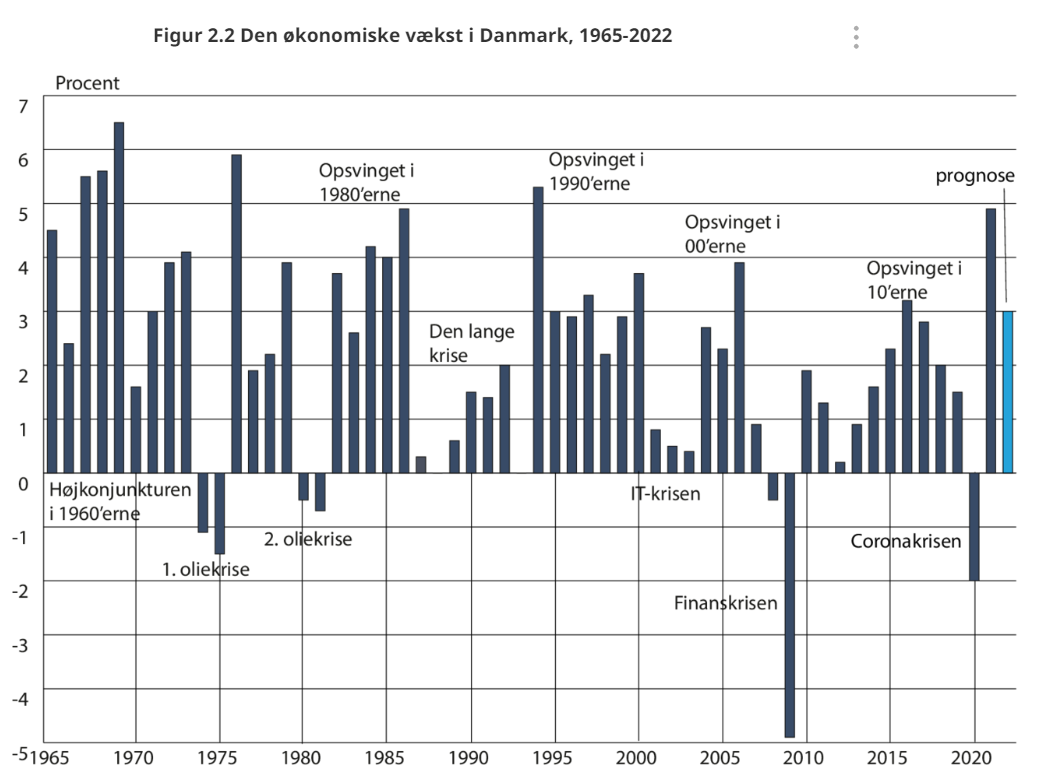 Figur 2.2 Den økonomiske vækst i Danmark, 1965-2022
Procent
7
6
5
4
3
2
1
0
-1
-2
-3
-4
-5
Opsvinget i
1980’erne
Opsvinget i
1990’erne
prognose
Opsvinget i
00’erne
Opsvinget i
10’erne
Den lange
krise
Højkonjunkturen
i 1960’erne
IT-krisen
2. oliekrise
Coronakrisen
1. oliekrise
Finanskrisen
1965 1970 1975 1980 1985 1990 1995 2000 2005 2010 2015 2020